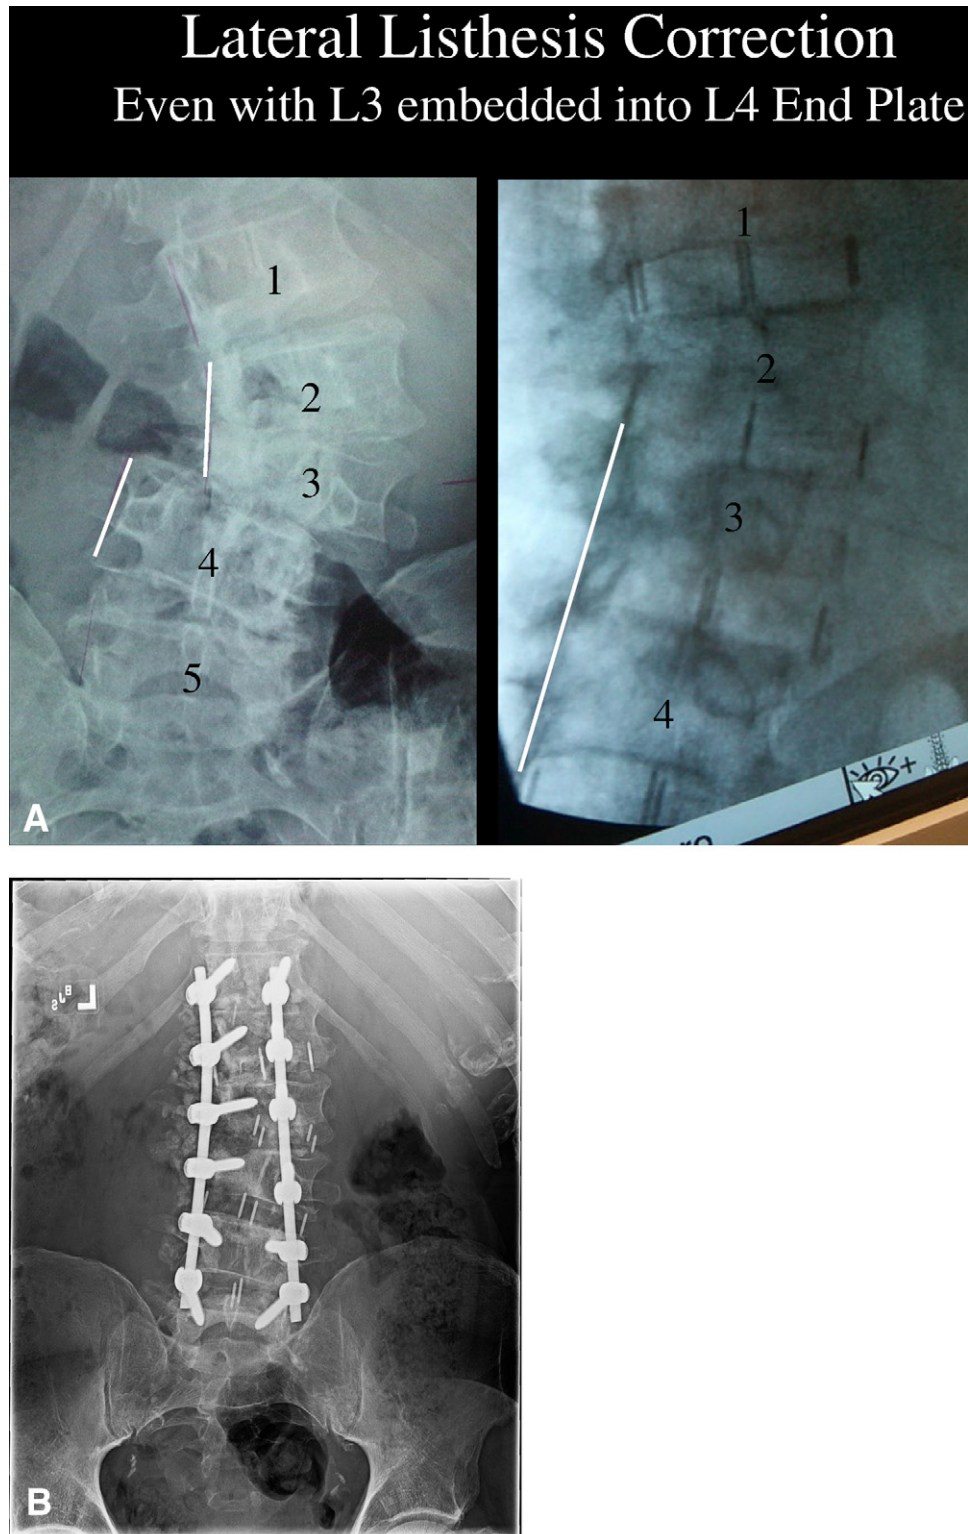 Lateral Listhesis Correction
Even with L3 embedded into L4 End Plate
1
2
3
4
5
A
1
2
3
4
+
L
B